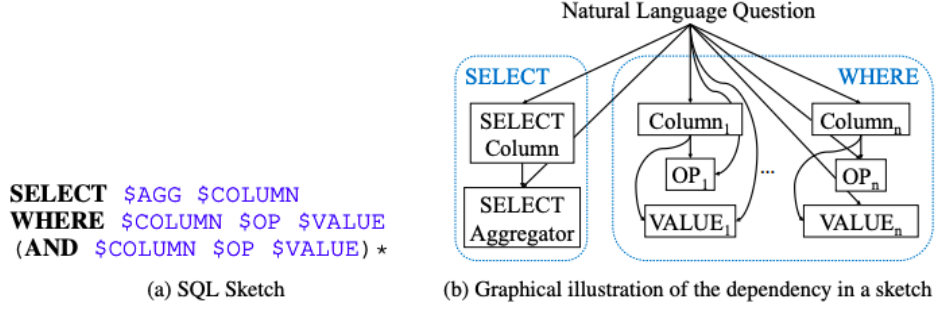 SELECT $AGG $COLUMN
WHERE $COLUMN $OP $VALUE
(AND $COLUMN $OP $VALUE)*
(a) SQL Sketch
Natural Language Question
SELECT
SELECT
Column
SELECT
Aggregator
WHERE
Column₁
OP₁
VALUE₁
...
Columnₙ
OPₙ
VALUEₙ
(b) Graphical illustration of the dependency in a sketch